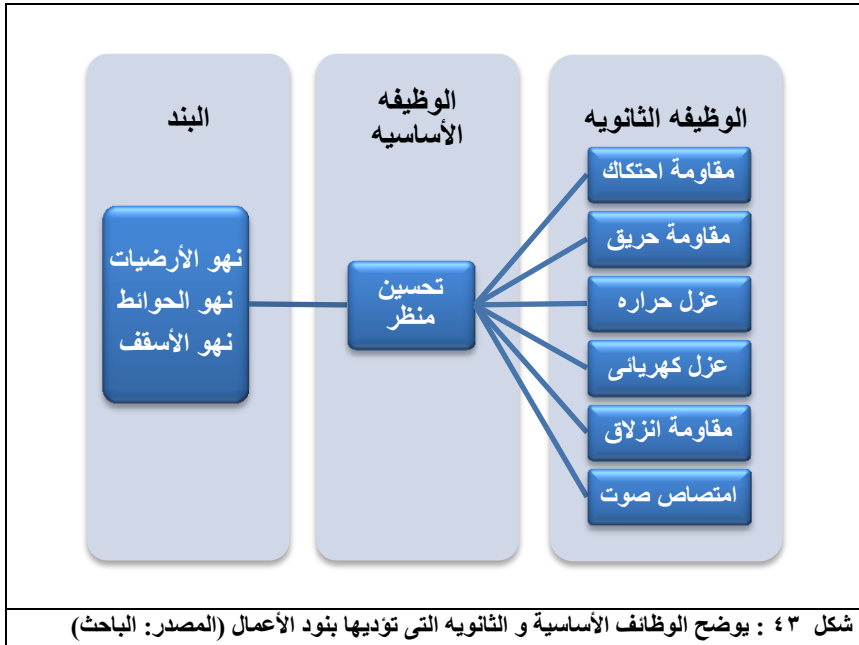 البند
الوظيفه
الأساسيه
الوظيفه الثانويه
نهو الأرضيات
نهو الحوائط
نهو الأسقف
تحسين
منظر
مقاومة احتكاك
مقاومة حريق
عزل حراره
عزل كهربائى
مقاومة انزلاق
امتصاص صوت
شكل ٤٣ : يوضح الوظائف الأساسية و الثانويه التى تؤديها بنود الأعمال (المصدر: الباحث)